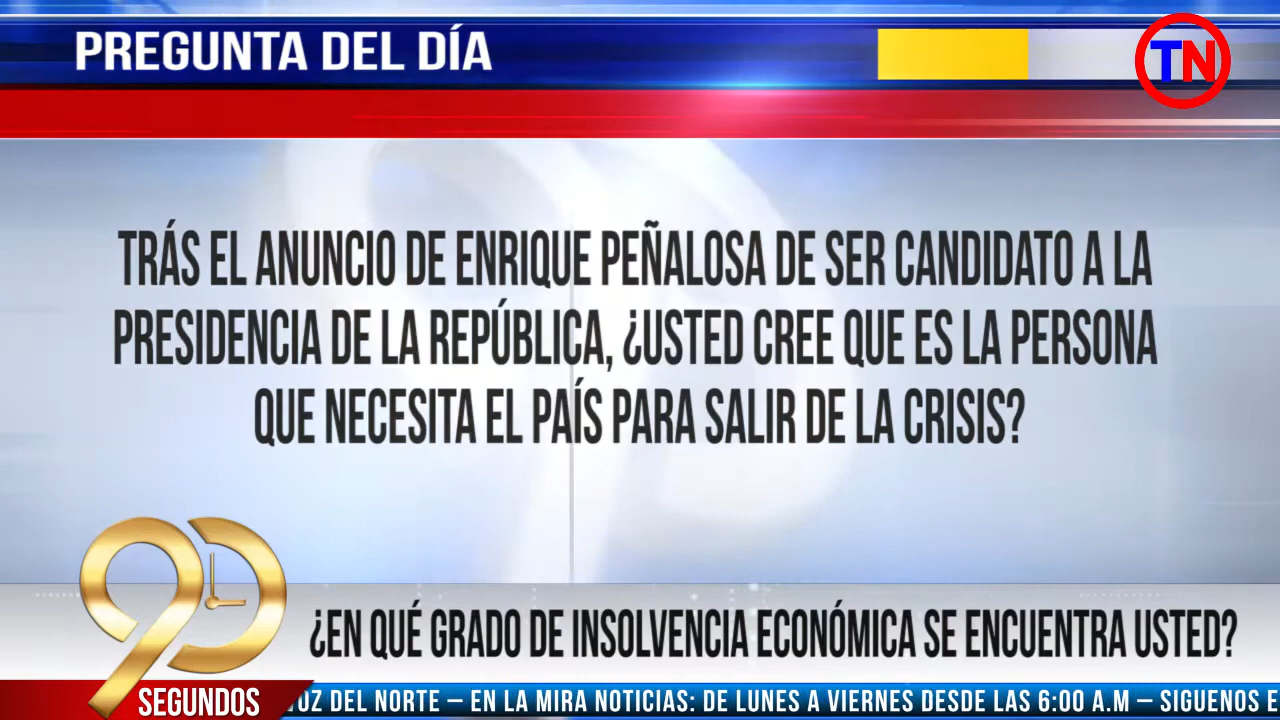 PREGUNTA DEL DÍA
TN
TRÁS EL ANUNCIO DE ENRIQUE PEÑALOSA DE SER CANDIDATO A LA
PRESIDENCIA DE LA REPÚBLICA, ¿USTED CREE QUE ES LA PERSONA
QUE NECESITA EL PAÍS PARA SALIR DE LA CRISIS?
90
¿EN QUÉ GRADO DE INSOLVENCIA ECONÓMICA SE ENCUENTRA USTED?
SEGUNDOS
OZ DEL NORTE – EN LA MIRA NOTICIAS: DE LUNES A VIERNES DESDE LAS 6:00 A.M – SIGUENOS E